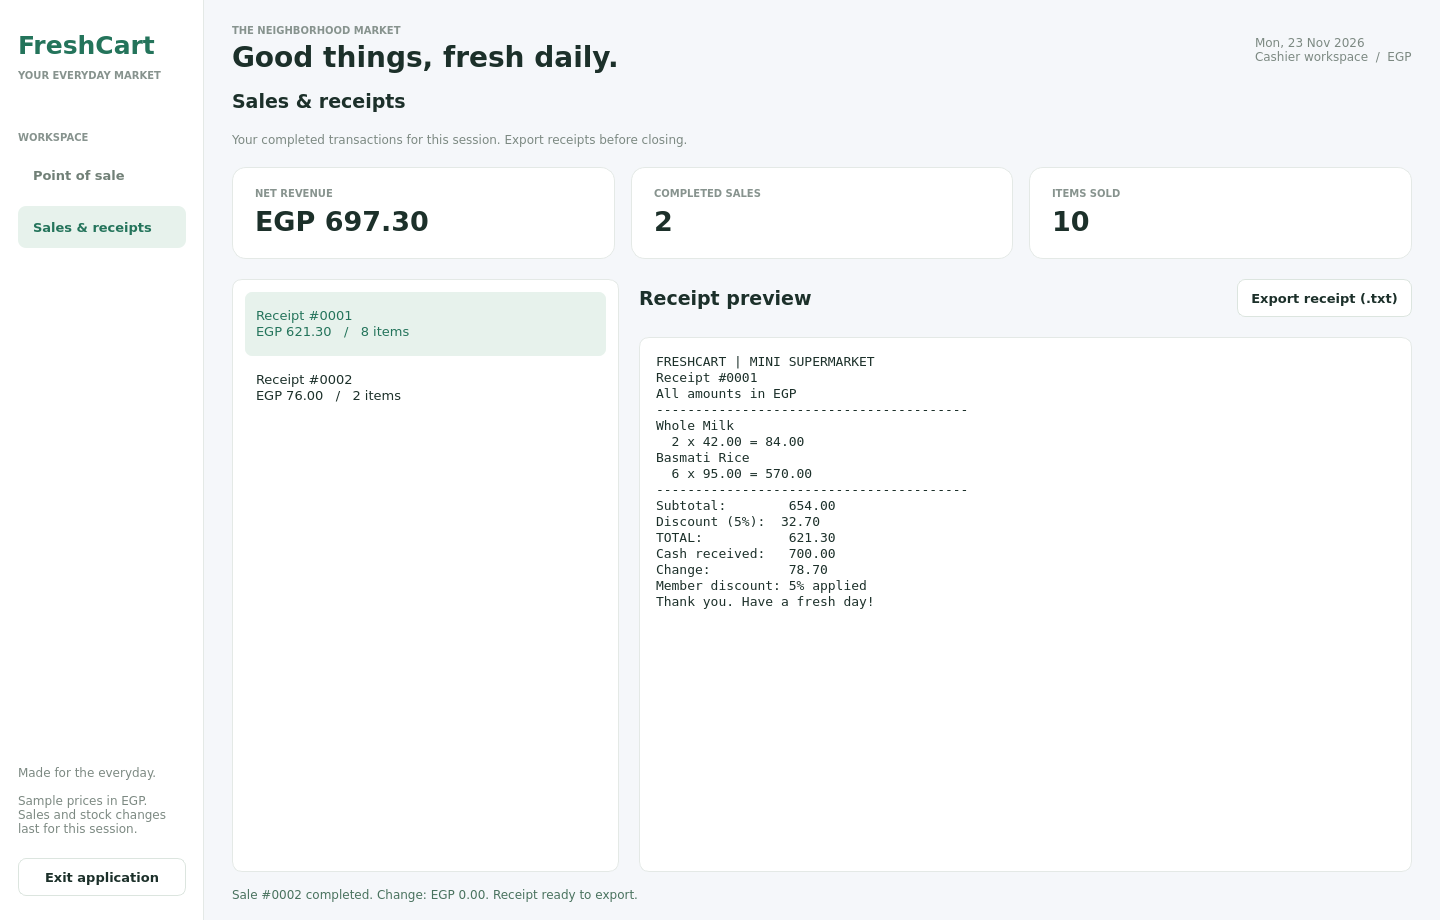 FreshCart
YOUR EVERYDAY MARKET
WORKSPACE
Point of sale
Sales & receipts
Made for the everyday.
Sample prices in EGP.
Sales and stock changes
last for this session.
Exit application
THE NEIGHBORHOOD MARKET
Good things, fresh daily.
Mon, 23 Nov 2026
Cashier workspace / EGP
Sales & receipts
Your completed transactions for this session. Export receipts before closing.
NET REVENUE
EGP 697.30
COMPLETED SALES
2
ITEMS SOLD
10
Receipt #0001
EGP 621.30 / 8 items
Receipt #0002
EGP 76.00 / 2 items
Receipt preview
Export receipt (.txt)
FRESHCART | MINI SUPERMARKET
Receipt #0001
All amounts in EGP
----------------------------------------
Whole Milk
  2 x 42.00 = 84.00
Basmati Rice
  6 x 95.00 = 570.00
----------------------------------------
Subtotal:        654.00
Discount (5%):  32.70
TOTAL:           621.30
Cash received:   700.00
Change:          78.70
Member discount: 5% applied
Thank you. Have a fresh day!
Sale #0002 completed. Change: EGP 0.00. Receipt ready to export.